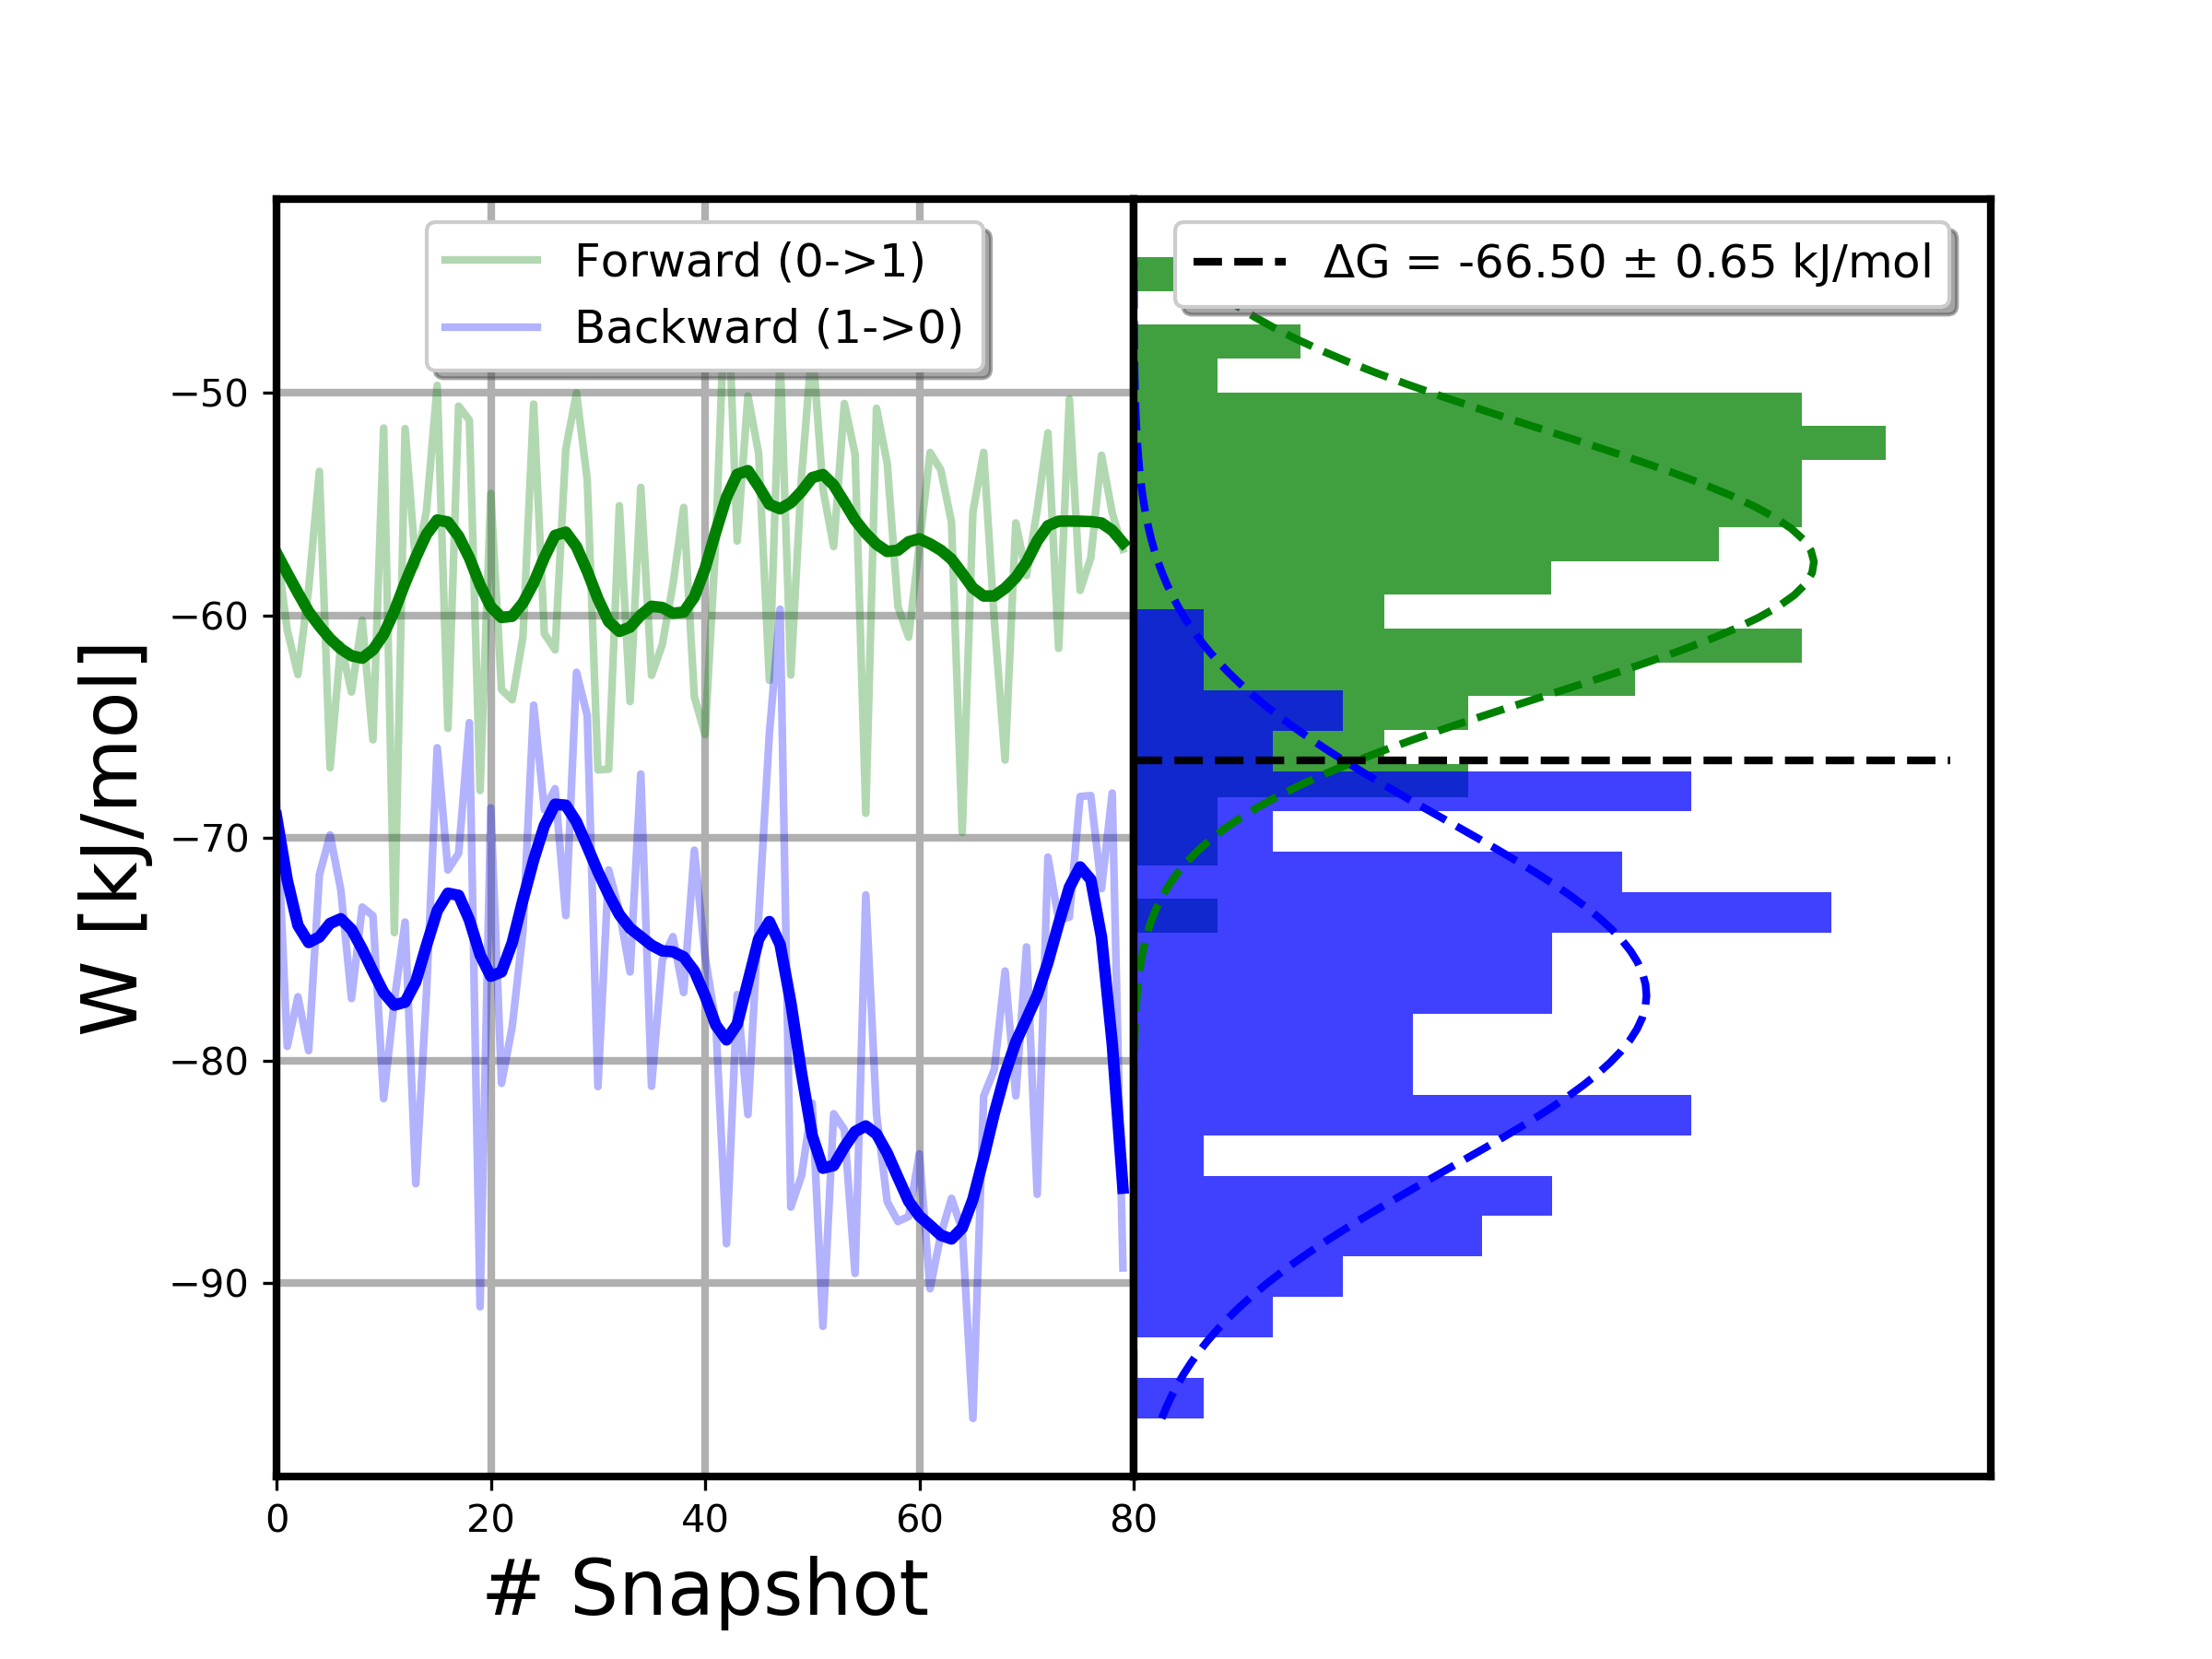 Forward (0->1)
Backward (1->0)
ΔG = -66.50 ± 0.65 kJ/mol
W [kJ/mol]
−50
−60
−70
−80
−90
0 20 40 60 80
# Snapshot